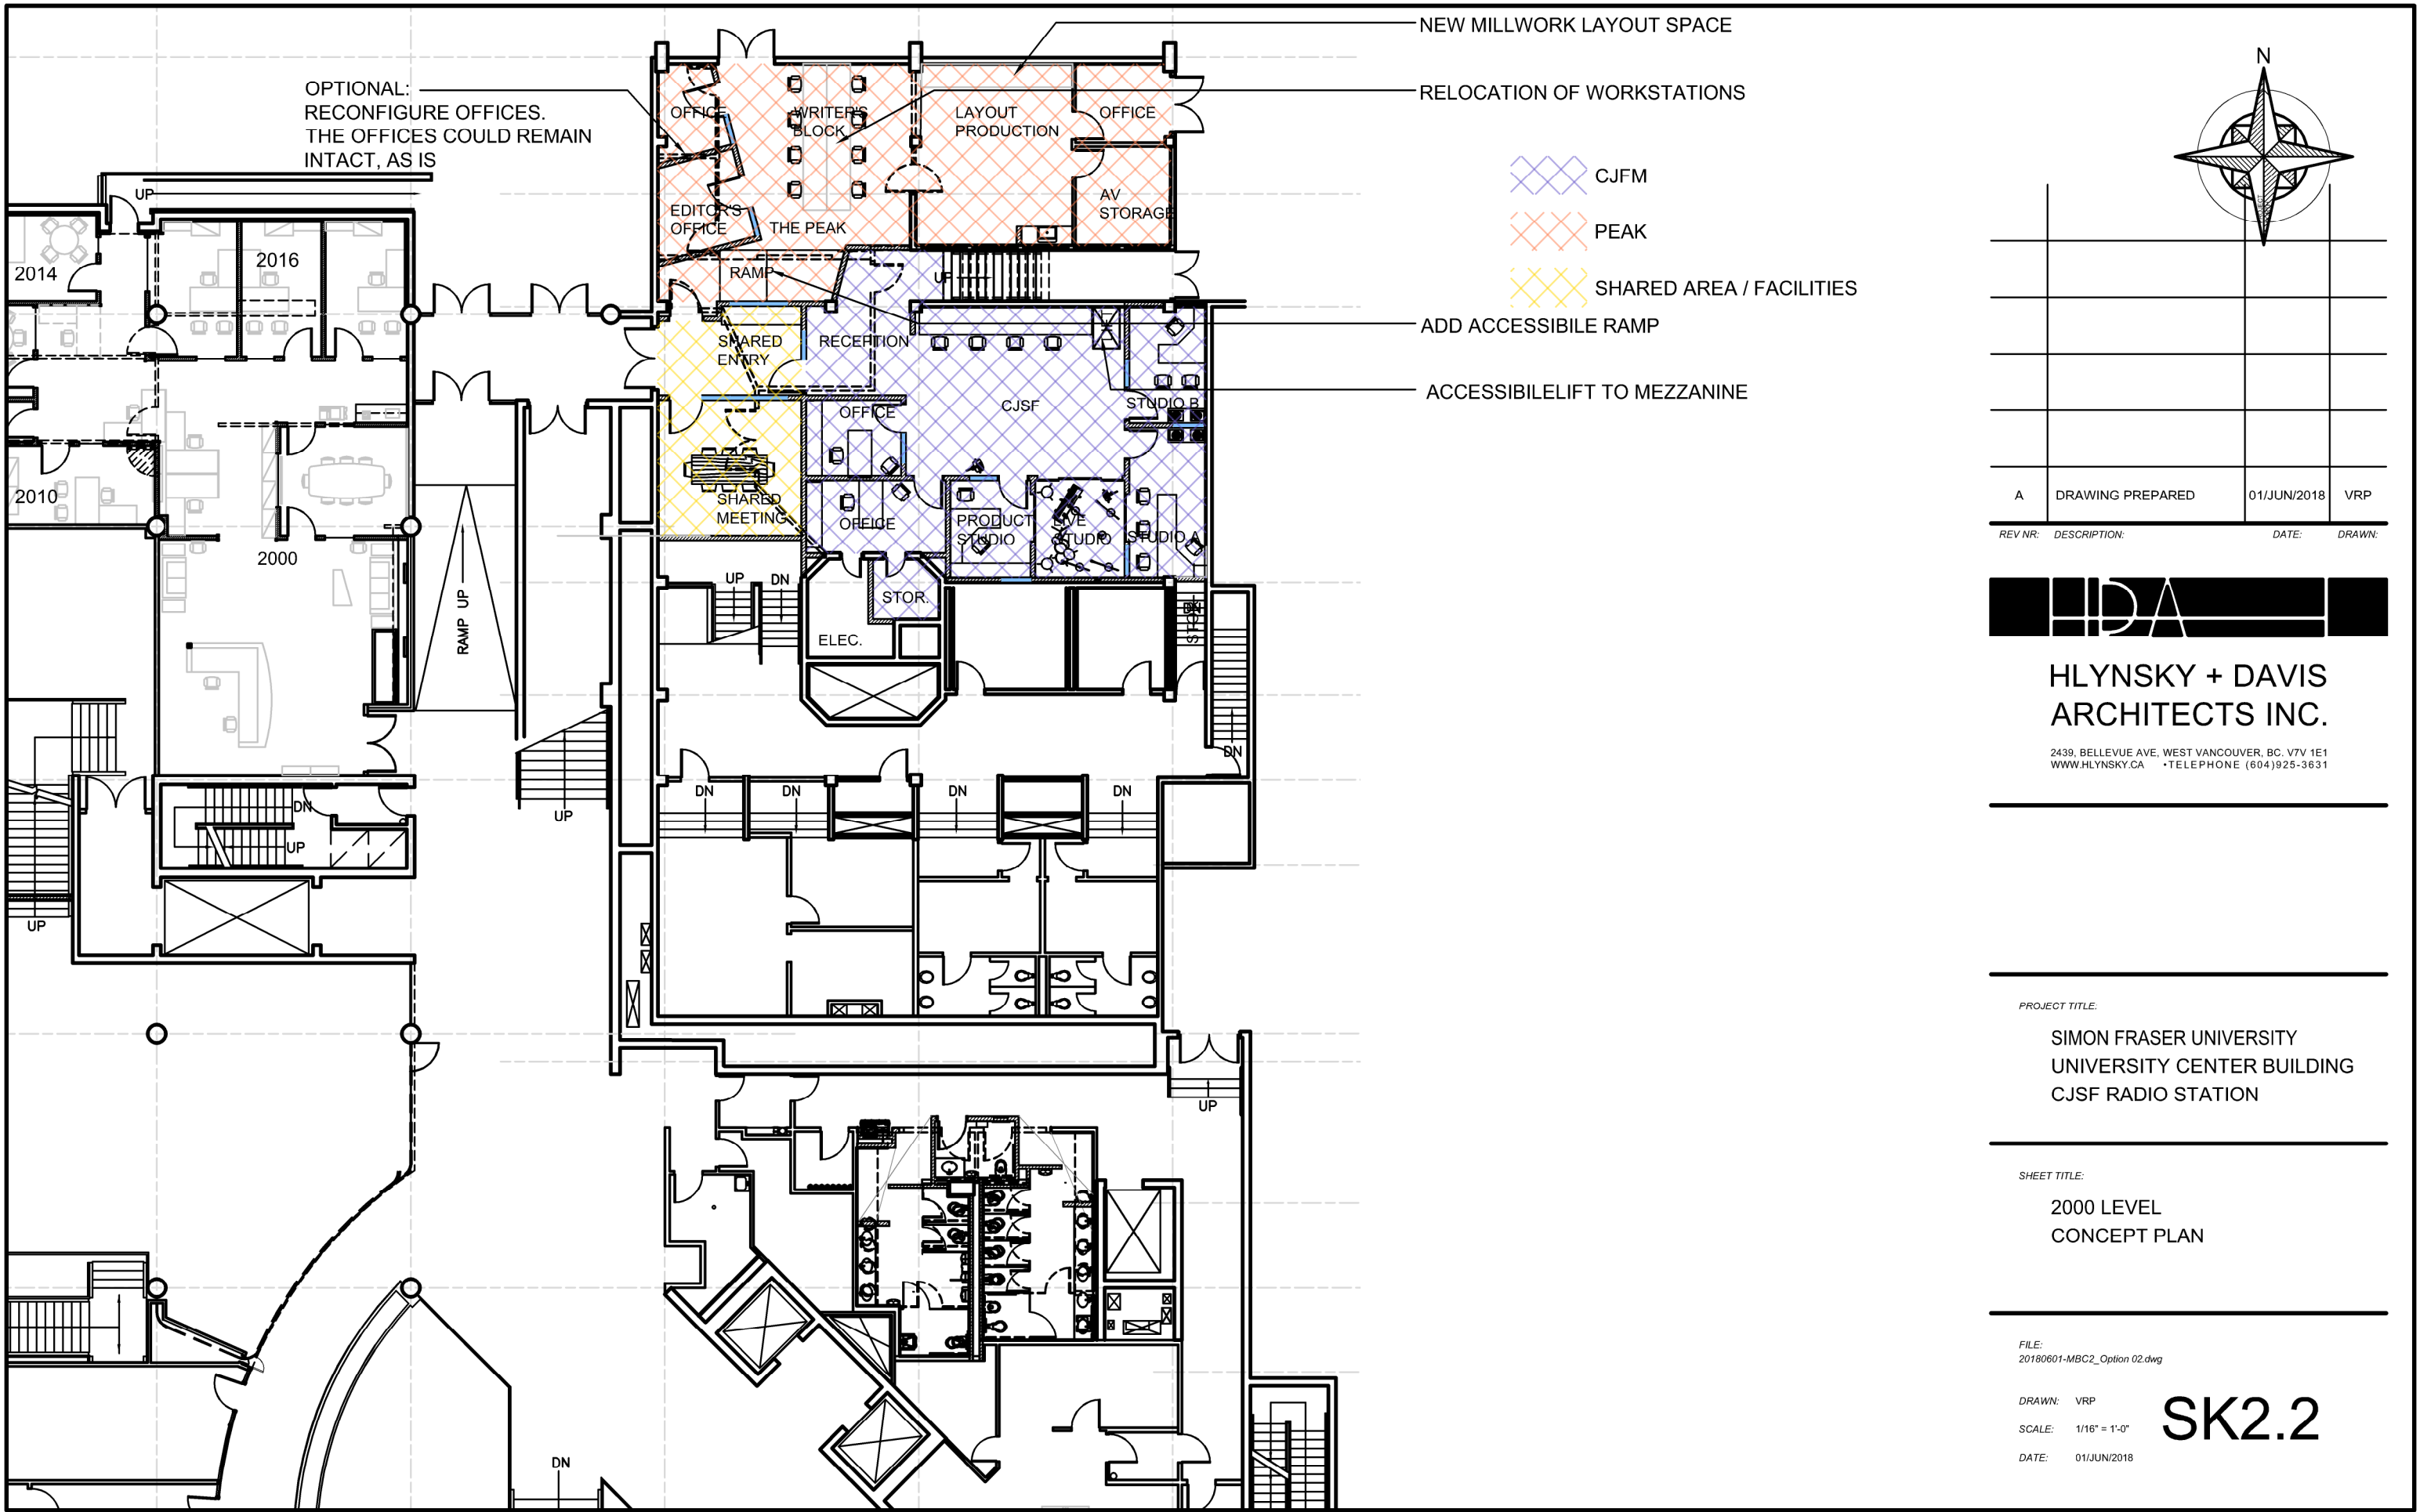 NEW MILLWORK LAYOUT SPACE
RELOCATION OF WORKSTATIONS
OPTIONAL:
RECONFIGURE OFFICES.
THE OFFICES COULD REMAIN
INTACT, AS IS
CJFM
PEAK
SHARED AREA / FACILITIES
ADD ACCESSIBILE RAMP
ACCESSIBILELIFT TO MEZZANINE
N
OFFICE
WRITER'S
BLOCK
LAYOUT
PRODUCTION
OFFICE
AV
STORAGE
EDITOR'S
OFFICE
THE PEAK
RAMP
UP
UP
2014
2016
2010
2000
SHARED
ENTRY
RECEPTION
OFFICE
CJSF
STUDIO B
SHARED
MEETING
OFFICE
PRODUCT
STUDIO
LIVE
STUDIO
STUDIO A
STOR.
ELEC.
UP
DN
DN
STOR
RAMP UP
DN
DN
DN
DN
DN
UP
DN
UP
UP
UP
DN
A
DRAWING PREPARED
01/JUN/2018
VRP
REV NR:
DESCRIPTION:
DATE:
DRAWN:
HDA
HLYNSKY + DAVIS
ARCHITECTS INC.
2439, BELLEVUE AVE, WEST VANCOUVER, BC. V7V 1E1
WWW.HLYNSKY.CA •TELEPHONE (604)925-3631
PROJECT TITLE.
SIMON FRASER UNIVERSITY
UNIVERSITY CENTER BUILDING
CJSF RADIO STATION
SHEET TITLE:
2000 LEVEL
CONCEPT PLAN
FILE:
20180601-MBC2_Option 02.dwg
DRAWN: VRP
SCALE: 1/16" = 1'-0"
DATE: 01/JUN/2018
SK2.2